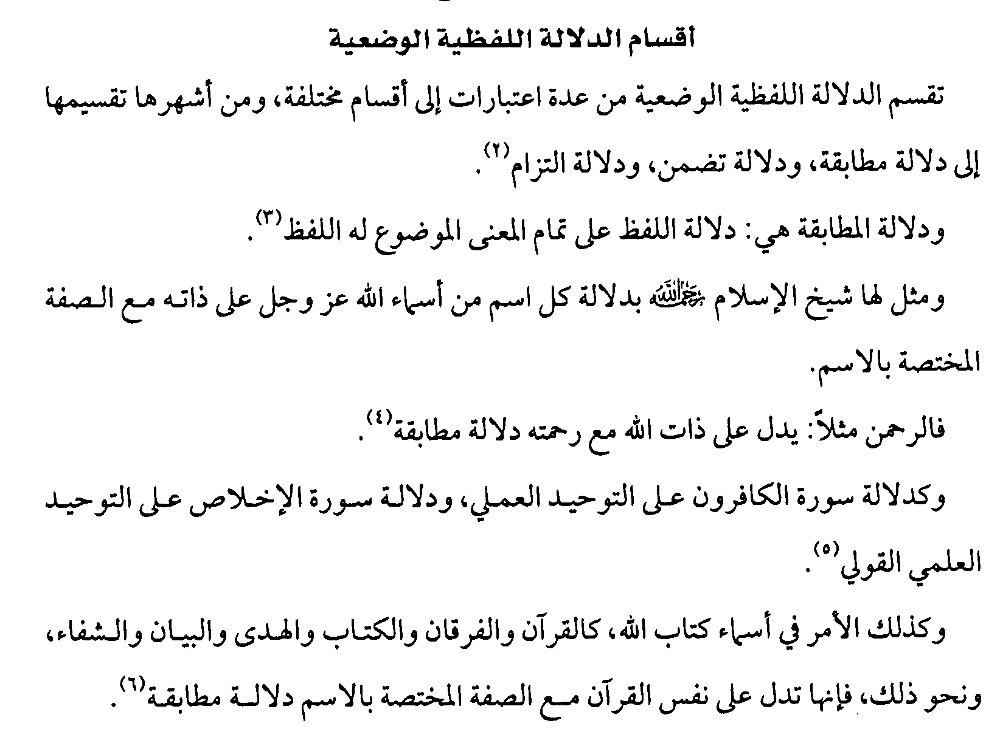 أقسام الدلالة اللفظية الوضعية
تقسم الدلالة اللفظية الوضعية من عدة اعتبارات إلى أقسام مختلفة، ومن أشهرها تقسيمها
إلى دلالة مطابقة، ودلالة تضمن، ودلالة التزام(٢).
ودلالة المطابقة هي: دلالة اللفظ على تمام المعنى الموضوع له اللفظ(٣).
ومثل لها شيخ الإسلام رحمه الله بدلالة كل اسم من أسماء الله عز وجل على ذاته مع الصفة
المختصة بالاسم.
فالرحمن مثلاً: يدل على ذات الله مع رحمته دلالة مطابقة(٤).
وكدلالة سورة الكافرون على التوحيد العملي، ودلالة سورة الإخلاص على التوحيد
العلمي القولي(٥).
وكذلك الأمر في أسماء كتاب الله، كالقرآن والفرقان والكتاب والهدى والبيان والشفاء،
ونحو ذلك، فإنها تدل على نفس القرآن مع الصفة المختصة بالاسم دلالة مطابقة(٦).